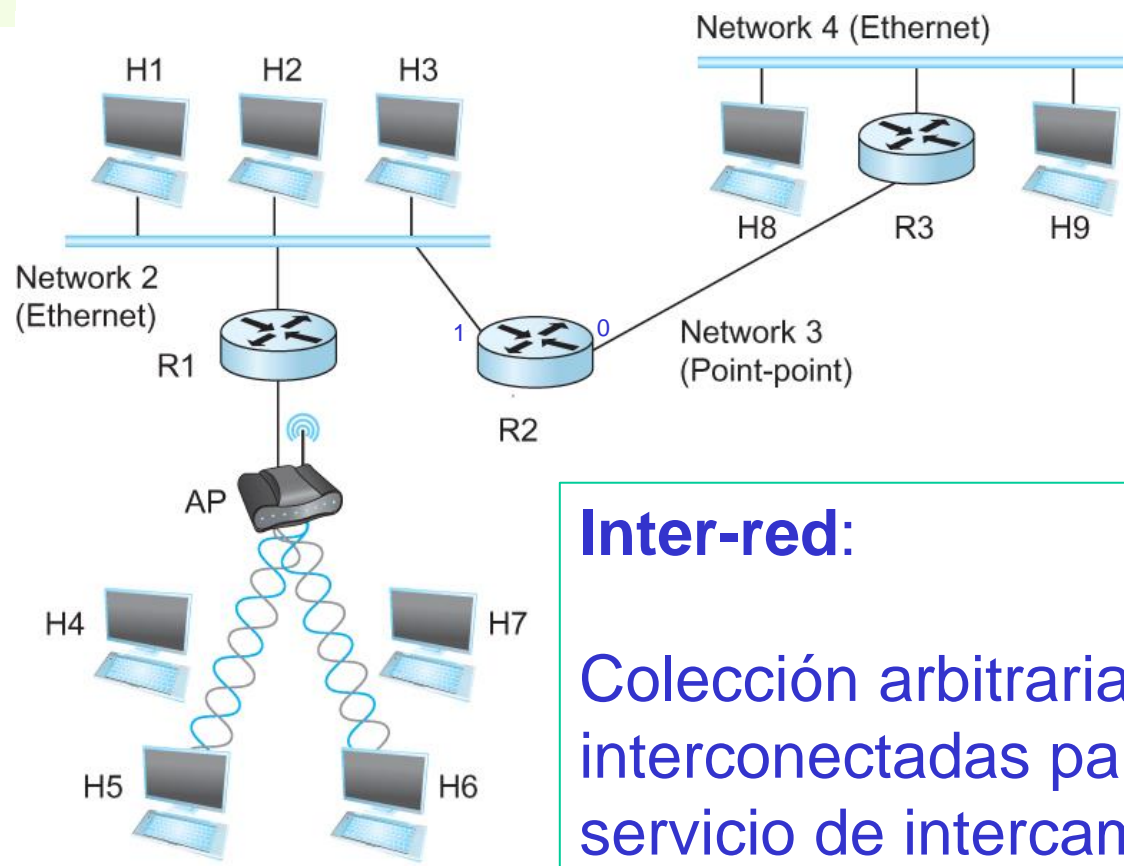 Network 4 (Ethernet)
H1 H2 H3
H8 R3 H9
Network 2
(Ethernet)
1 0
Network 3
(Point-point)
R1
R2
AP
Inter-red:
H4 H7
Colección arbitraria
interconectadas pa
H5 H6
servicio de intercam